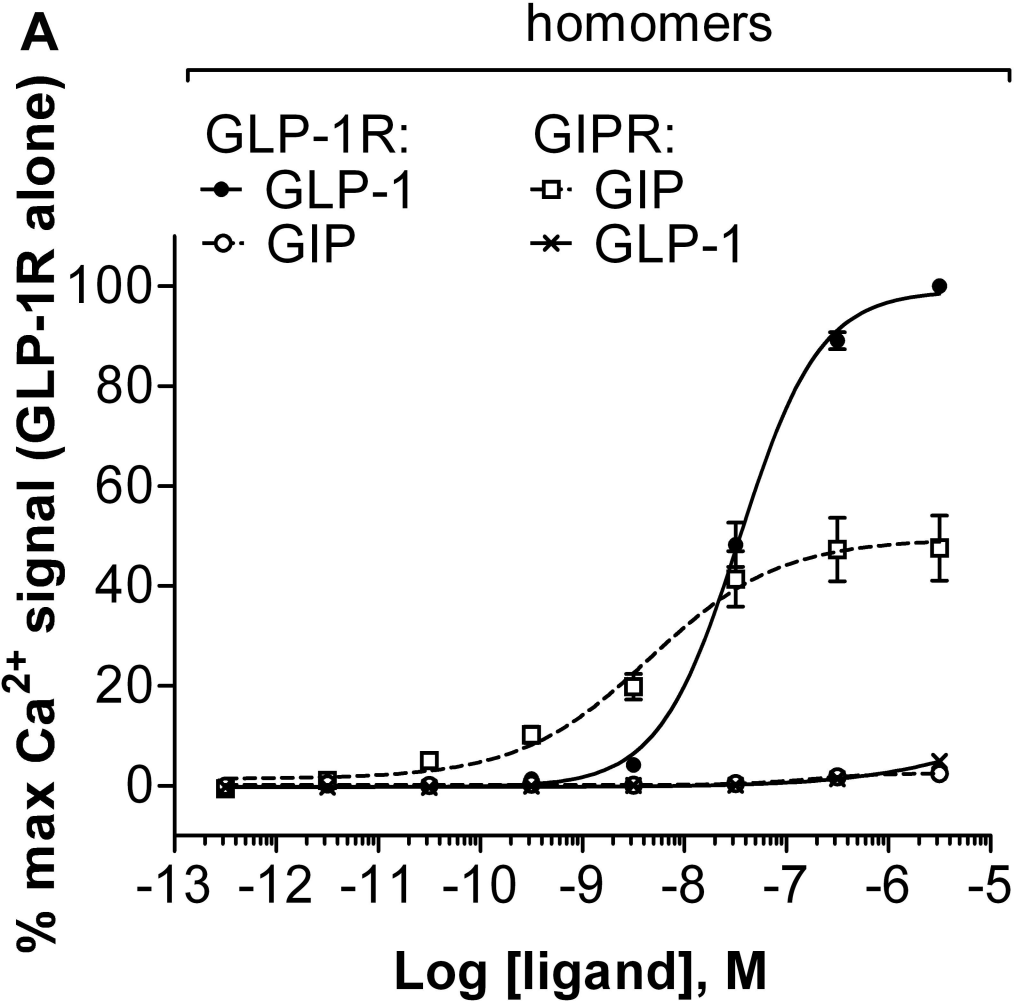 A
homomers
GLP-1R:
GLP-1
GIP
GIPR:
GIP
GLP-1
% max Ca²⁺ signal (GLP-1R alone)
100
80
60
40
20
0
-13 -12 -11 -10 -9 -8 -7 -6 -5
Log [ligand], M